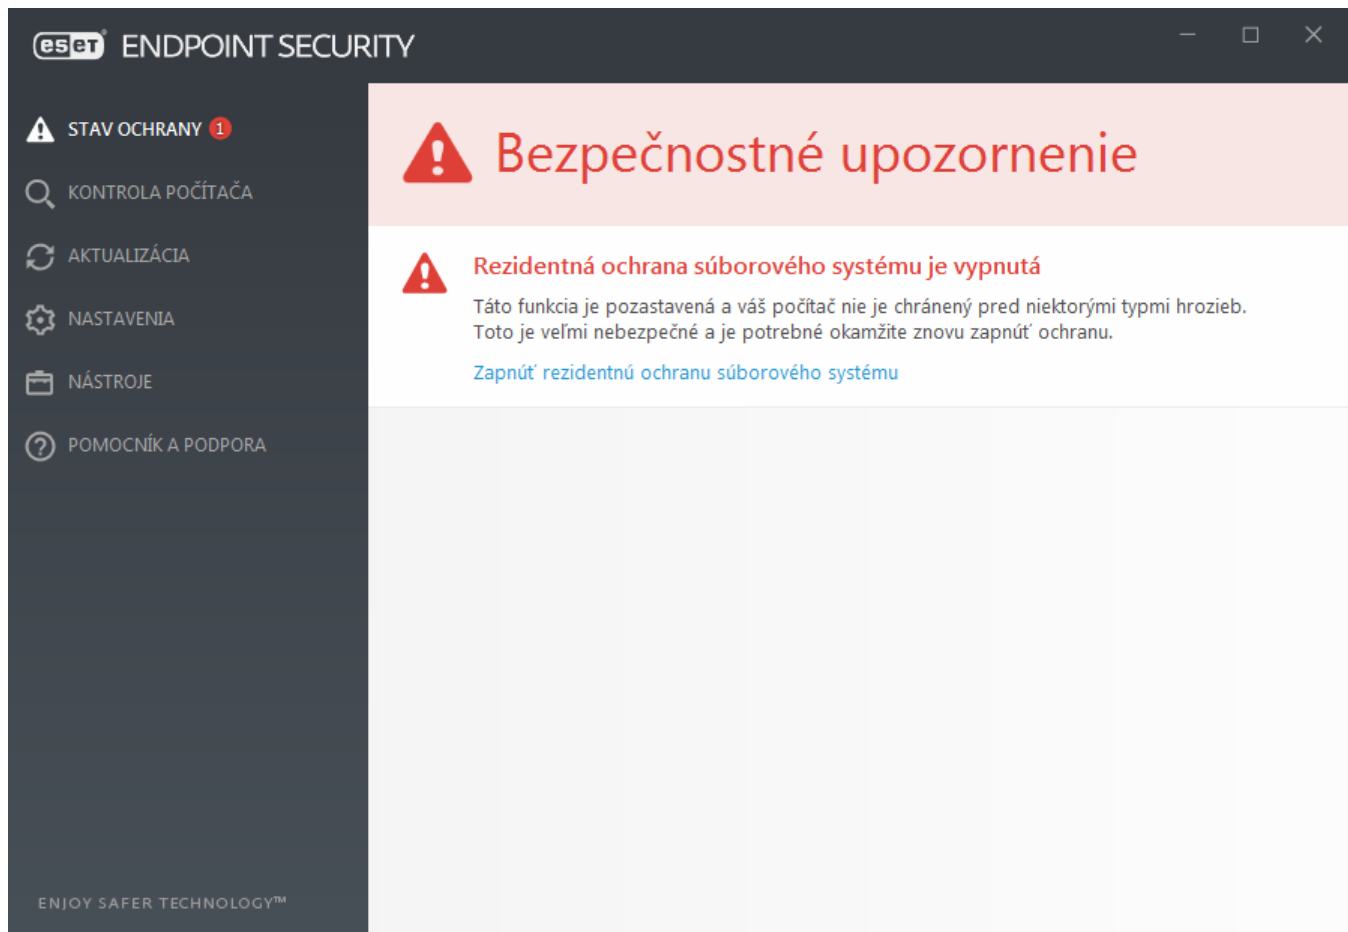 eset ENDPOINT SECURITY
STAV OCHRANY 1
KONTROLA POČÍTAČA
AKTUALIZÁCIA
NASTAVENIA
NÁSTROJE
POMOCNÍK A PODPORA
ENJOY SAFER TECHNOLOGY™
Bezpečnostné upozornenie
Rezidentná ochrana súborového systému je vypnutá
Táto funkcia je pozastavená a váš počítač nie je chránený pred niektorými typmi hrozieb.
Toto je veľmi nebezpečné a je potrebné okamžite znovu zapnúť ochranu.
Zapnúť rezidentnú ochranu súborového systému